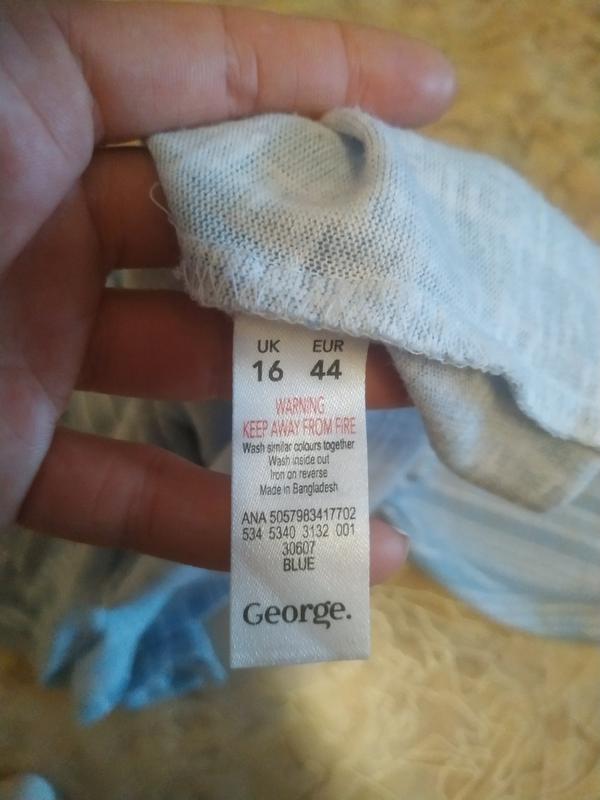 UK EUR
16 44
WARNING
KEEP AWAY FROM FIRE
Wash similar colours together
Wash inside out
Iron on reverse
Made in Bangladesh
ANA 5057983417702
534 5340 3132 001
30607
BLUE
George.